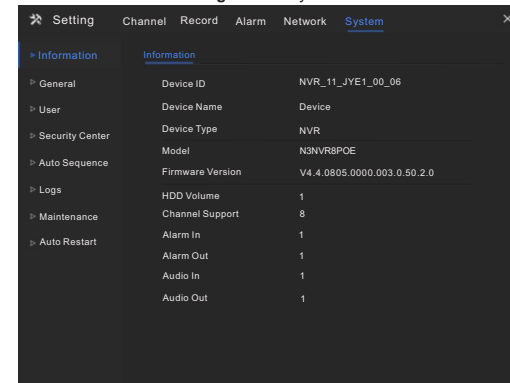 Setting Channel Record Alarm Network System
Information
Information
General
User
Security Center
Auto Sequence
Logs
Maintenance
Auto Restart
Device ID NVR_11_JYE1_00_06
Device Name Device
Device Type NVR
Model N3NVR8POE
Firmware Version V4.4.0805.0000.003.0.50.2.0
HDD Volume 1
Channel Support 8
Alarm In 1
Alarm Out 1
Audio In 1
Audio Out 1